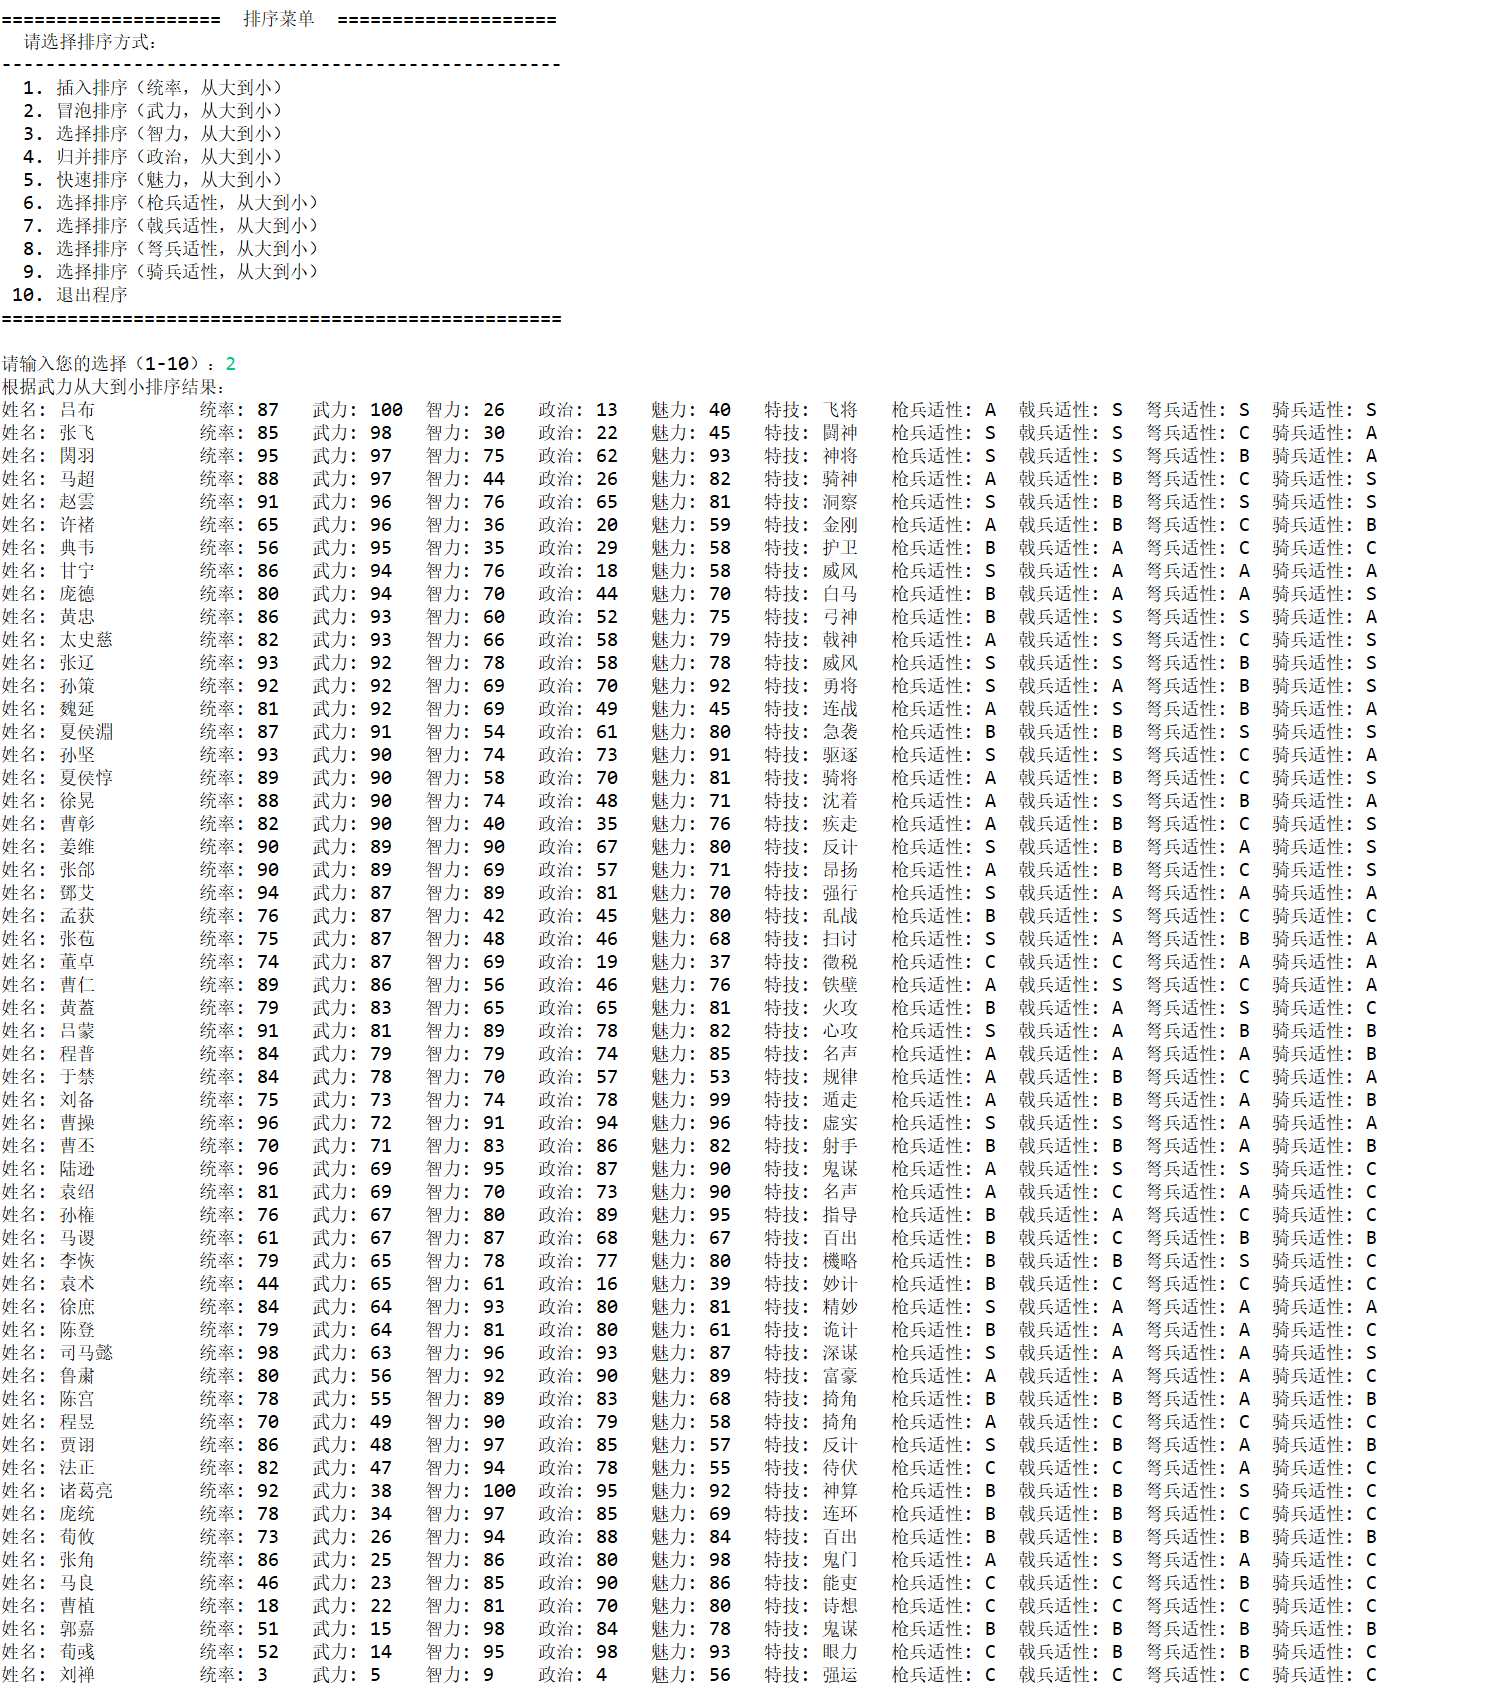 =====================  排序菜单  ====================
  请选择排序方式：
---------------------------------------------------
  1. 插入排序（统率，从大到小）
  2. 冒泡排序（武力，从大到小）
  3. 选择排序（智力，从大到小）
  4. 归并排序（政治，从大到小）
  5. 快速排序（魅力，从大到小）
  6. 选择排序（枪兵适性，从大到小）
  7. 选择排序（戟兵适性，从大到小）
  8. 选择排序（弩兵适性，从大到小）
  9. 选择排序（骑兵适性，从大到小）
 10. 退出程序
===================================================
请输入您的选择（1-10）：2
根据武力从大到小排序结果：
姓名: 吕布 统率: 87 武力: 100 智力: 26 政治: 13 魅力: 40 特技: 飞将 枪兵适性: A 戟兵适性: S 弩兵适性: S 骑兵适性: S
姓名: 张飞 统率: 85 武力: 98 智力: 30 政治: 22 魅力: 45 特技: 闘神 枪兵适性: S 戟兵适性: S 弩兵适性: C 骑兵适性: A
姓名: 関羽 统率: 95 武力: 97 智力: 75 政治: 62 魅力: 93 特技: 神将 枪兵适性: S 戟兵适性: S 弩兵适性: B 骑兵适性: A
姓名: 马超 统率: 88 武力: 97 智力: 44 政治: 26 魅力: 82 特技: 骑神 枪兵适性: A 戟兵适性: B 弩兵适性: C 骑兵适性: S
姓名: 赵雲 统率: 91 武力: 96 智力: 76 政治: 65 魅力: 81 特技: 洞察 枪兵适性: S 戟兵适性: B 弩兵适性: S 骑兵适性: S
姓名: 许褚 统率: 65 武力: 96 智力: 36 政治: 20 魅力: 59 特技: 金刚 枪兵适性: A 戟兵适性: B 弩兵适性: C 骑兵适性: B
姓名: 典韦 统率: 56 武力: 95 智力: 35 政治: 29 魅力: 58 特技: 护卫 枪兵适性: B 戟兵适性: A 弩兵适性: C 骑兵适性: C
姓名: 甘宁 统率: 86 武力: 94 智力: 76 政治: 18 魅力: 58 特技: 威风 枪兵适性: S 戟兵适性: A 弩兵适性: A 骑兵适性: A
姓名: 庞德 统率: 80 武力: 94 智力: 70 政治: 44 魅力: 70 特技: 白马 枪兵适性: B 戟兵适性: A 弩兵适性: A 骑兵适性: S
姓名: 黄忠 统率: 86 武力: 93 智力: 60 政治: 52 魅力: 75 特技: 弓神 枪兵适性: B 戟兵适性: S 弩兵适性: S 骑兵适性: A
姓名: 太史慈 统率: 82 武力: 93 智力: 66 政治: 58 魅力: 79 特技: 戟神 枪兵适性: A 戟兵适性: S 弩兵适性: C 骑兵适性: S
姓名: 张辽 统率: 93 武力: 92 智力: 78 政治: 58 魅力: 78 特技: 威风 枪兵适性: S 戟兵适性: S 弩兵适性: B 骑兵适性: S
姓名: 孙策 统率: 92 武力: 92 智力: 69 政治: 70 魅力: 92 特技: 勇将 枪兵适性: S 戟兵适性: A 弩兵适性: B 骑兵适性: S
姓名: 魏延 统率: 81 武力: 92 智力: 69 政治: 49 魅力: 45 特技: 连战 枪兵适性: A 戟兵适性: S 弩兵适性: B 骑兵适性: A
姓名: 夏侯淵 统率: 87 武力: 91 智力: 54 政治: 61 魅力: 80 特技: 急袭 枪兵适性: B 戟兵适性: B 弩兵适性: S 骑兵适性: S
姓名: 孙坚 统率: 93 武力: 90 智力: 74 政治: 73 魅力: 91 特技: 驱逐 枪兵适性: S 戟兵适性: S 弩兵适性: C 骑兵适性: A
姓名: 夏侯惇 统率: 89 武力: 90 智力: 58 政治: 70 魅力: 81 特技: 骑将 枪兵适性: A 戟兵适性: B 弩兵适性: C 骑兵适性: S
姓名: 徐晃 统率: 88 武力: 90 智力: 74 政治: 48 魅力: 71 特技: 沈着 枪兵适性: A 戟兵适性: S 弩兵适性: B 骑兵适性: A
姓名: 曹彰 统率: 82 武力: 90 智力: 40 政治: 35 魅力: 76 特技: 疾走 枪兵适性: A 戟兵适性: B 弩兵适性: C 骑兵适性: S
姓名: 姜维 统率: 90 武力: 89 智力: 90 政治: 67 魅力: 80 特技: 反计 枪兵适性: S 戟兵适性: B 弩兵适性: A 骑兵适性: S
姓名: 张郃 统率: 90 武力: 89 智力: 69 政治: 57 魅力: 71 特技: 昂扬 枪兵适性: A 戟兵适性: B 弩兵适性: C 骑兵适性: S
姓名: 鄧艾 统率: 94 武力: 87 智力: 89 政治: 81 魅力: 70 特技: 强行 枪兵适性: S 戟兵适性: A 弩兵适性: A 骑兵适性: A
姓名: 孟获 统率: 76 武力: 87 智力: 42 政治: 45 魅力: 80 特技: 乱战 枪兵适性: B 戟兵适性: S 弩兵适性: C 骑兵适性: C
姓名: 张苞 统率: 75 武力: 87 智力: 48 政治: 46 魅力: 68 特技: 扫讨 枪兵适性: S 戟兵适性: A 弩兵适性: B 骑兵适性: A
姓名: 董卓 统率: 74 武力: 87 智力: 69 政治: 19 魅力: 37 特技: 徴税 枪兵适性: C 戟兵适性: C 弩兵适性: A 骑兵适性: A
姓名: 曹仁 统率: 89 武力: 86 智力: 56 政治: 46 魅力: 76 特技: 铁壁 枪兵适性: A 戟兵适性: S 弩兵适性: C 骑兵适性: A
姓名: 黄蓋 统率: 79 武力: 83 智力: 65 政治: 65 魅力: 81 特技: 火攻 枪兵适性: B 戟兵适性: A 弩兵适性: S 骑兵适性: C
姓名: 吕蒙 统率: 91 武力: 81 智力: 89 政治: 78 魅力: 82 特技: 心攻 枪兵适性: S 戟兵适性: A 弩兵适性: B 骑兵适性: B
姓名: 程普 统率: 84 武力: 79 智力: 79 政治: 74 魅力: 85 特技: 名声 枪兵适性: A 戟兵适性: A 弩兵适性: A 骑兵适性: B
姓名: 于禁 统率: 84 武力: 78 智力: 70 政治: 57 魅力: 53 特技: 规律 枪兵适性: A 戟兵适性: B 弩兵适性: C 骑兵适性: A
姓名: 刘备 统率: 75 武力: 73 智力: 74 政治: 78 魅力: 99 特技: 遁走 枪兵适性: A 戟兵适性: B 弩兵适性: A 骑兵适性: B
姓名: 曹操 统率: 96 武力: 72 智力: 91 政治: 94 魅力: 96 特技: 虚实 枪兵适性: S 戟兵适性: S 弩兵适性: A 骑兵适性: A
姓名: 曹丕 统率: 70 武力: 71 智力: 83 政治: 86 魅力: 82 特技: 射手 枪兵适性: B 戟兵适性: B 弩兵适性: A 骑兵适性: B
姓名: 陆逊 统率: 96 武力: 69 智力: 95 政治: 87 魅力: 90 特技: 鬼谋 枪兵适性: A 戟兵适性: S 弩兵适性: S 骑兵适性: C
姓名: 袁绍 统率: 81 武力: 69 智力: 70 政治: 73 魅力: 90 特技: 名声 枪兵适性: A 戟兵适性: C 弩兵适性: A 骑兵适性: C
姓名: 孙権 统率: 76 武力: 67 智力: 80 政治: 89 魅力: 95 特技: 指导 枪兵适性: B 戟兵适性: A 弩兵适性: C 骑兵适性: C
姓名: 马谡 统率: 61 武力: 67 智力: 87 政治: 68 魅力: 67 特技: 百出 枪兵适性: B 戟兵适性: C 弩兵适性: B 骑兵适性: B
姓名: 李恢 统率: 79 武力: 65 智力: 78 政治: 77 魅力: 80 特技: 機略 枪兵适性: B 戟兵适性: B 弩兵适性: S 骑兵适性: C
姓名: 袁术 统率: 44 武力: 65 智力: 61 政治: 16 魅力: 39 特技: 妙计 枪兵适性: B 戟兵适性: C 弩兵适性: C 骑兵适性: C
姓名: 徐庶 统率: 84 武力: 64 智力: 93 政治: 80 魅力: 81 特技: 精妙 枪兵适性: S 戟兵适性: A 弩兵适性: A 骑兵适性: A
姓名: 陈登 统率: 79 武力: 64 智力: 81 政治: 80 魅力: 61 特技: 诡计 枪兵适性: B 戟兵适性: A 弩兵适性: A 骑兵适性: C
姓名: 司马懿 统率: 98 武力: 63 智力: 96 政治: 93 魅力: 87 特技: 深谋 枪兵适性: S 戟兵适性: A 弩兵适性: A 骑兵适性: S
姓名: 鲁肃 统率: 80 武力: 56 智力: 92 政治: 90 魅力: 89 特技: 富豪 枪兵适性: A 戟兵适性: A 弩兵适性: A 骑兵适性: C
姓名: 陈宫 统率: 78 武力: 55 智力: 89 政治: 83 魅力: 68 特技: 掎角 枪兵适性: B 戟兵适性: B 弩兵适性: A 骑兵适性: B
姓名: 程昱 统率: 70 武力: 49 智力: 90 政治: 79 魅力: 58 特技: 掎角 枪兵适性: A 戟兵适性: C 弩兵适性: C 骑兵适性: C
姓名: 贾诩 统率: 86 武力: 48 智力: 97 政治: 85 魅力: 57 特技: 反计 枪兵适性: S 戟兵适性: B 弩兵适性: A 骑兵适性: B
姓名: 法正 统率: 82 武力: 47 智力: 94 政治: 78 魅力: 55 特技: 待伏 枪兵适性: C 戟兵适性: C 弩兵适性: A 骑兵适性: C
姓名: 诸葛亮 统率: 92 武力: 38 智力: 100 政治: 95 魅力: 92 特技: 神算 枪兵适性: B 戟兵适性: B 弩兵适性: S 骑兵适性: C
姓名: 庞统 统率: 78 武力: 34 智力: 97 政治: 85 魅力: 69 特技: 连环 枪兵适性: B 戟兵适性: B 弩兵适性: C 骑兵适性: C
姓名: 荀攸 统率: 73 武力: 26 智力: 94 政治: 88 魅力: 84 特技: 百出 枪兵适性: B 戟兵适性: B 弩兵适性: B 骑兵适性: B
姓名: 张角 统率: 86 武力: 25 智力: 86 政治: 80 魅力: 98 特技: 鬼门 枪兵适性: A 戟兵适性: S 弩兵适性: A 骑兵适性: C
姓名: 马良 统率: 46 武力: 23 智力: 85 政治: 90 魅力: 86 特技: 能吏 枪兵适性: C 戟兵适性: C 弩兵适性: B 骑兵适性: C
姓名: 曹植 统率: 18 武力: 22 智力: 81 政治: 70 魅力: 80 特技: 诗想 枪兵适性: C 戟兵适性: C 弩兵适性: C 骑兵适性: C
姓名: 郭嘉 统率: 51 武力: 15 智力: 98 政治: 84 魅力: 78 特技: 鬼谋 枪兵适性: B 戟兵适性: B 弩兵适性: B 骑兵适性: B
姓名: 荀彧 统率: 52 武力: 14 智力: 95 政治: 98 魅力: 93 特技: 眼力 枪兵适性: C 戟兵适性: B 弩兵适性: B 骑兵适性: C
姓名: 刘禅 统率: 3 武力: 5 智力: 9 政治: 4 魅力: 56 特技: 强运 枪兵适性: C 戟兵适性: C 弩兵适性: C 骑兵适性: C